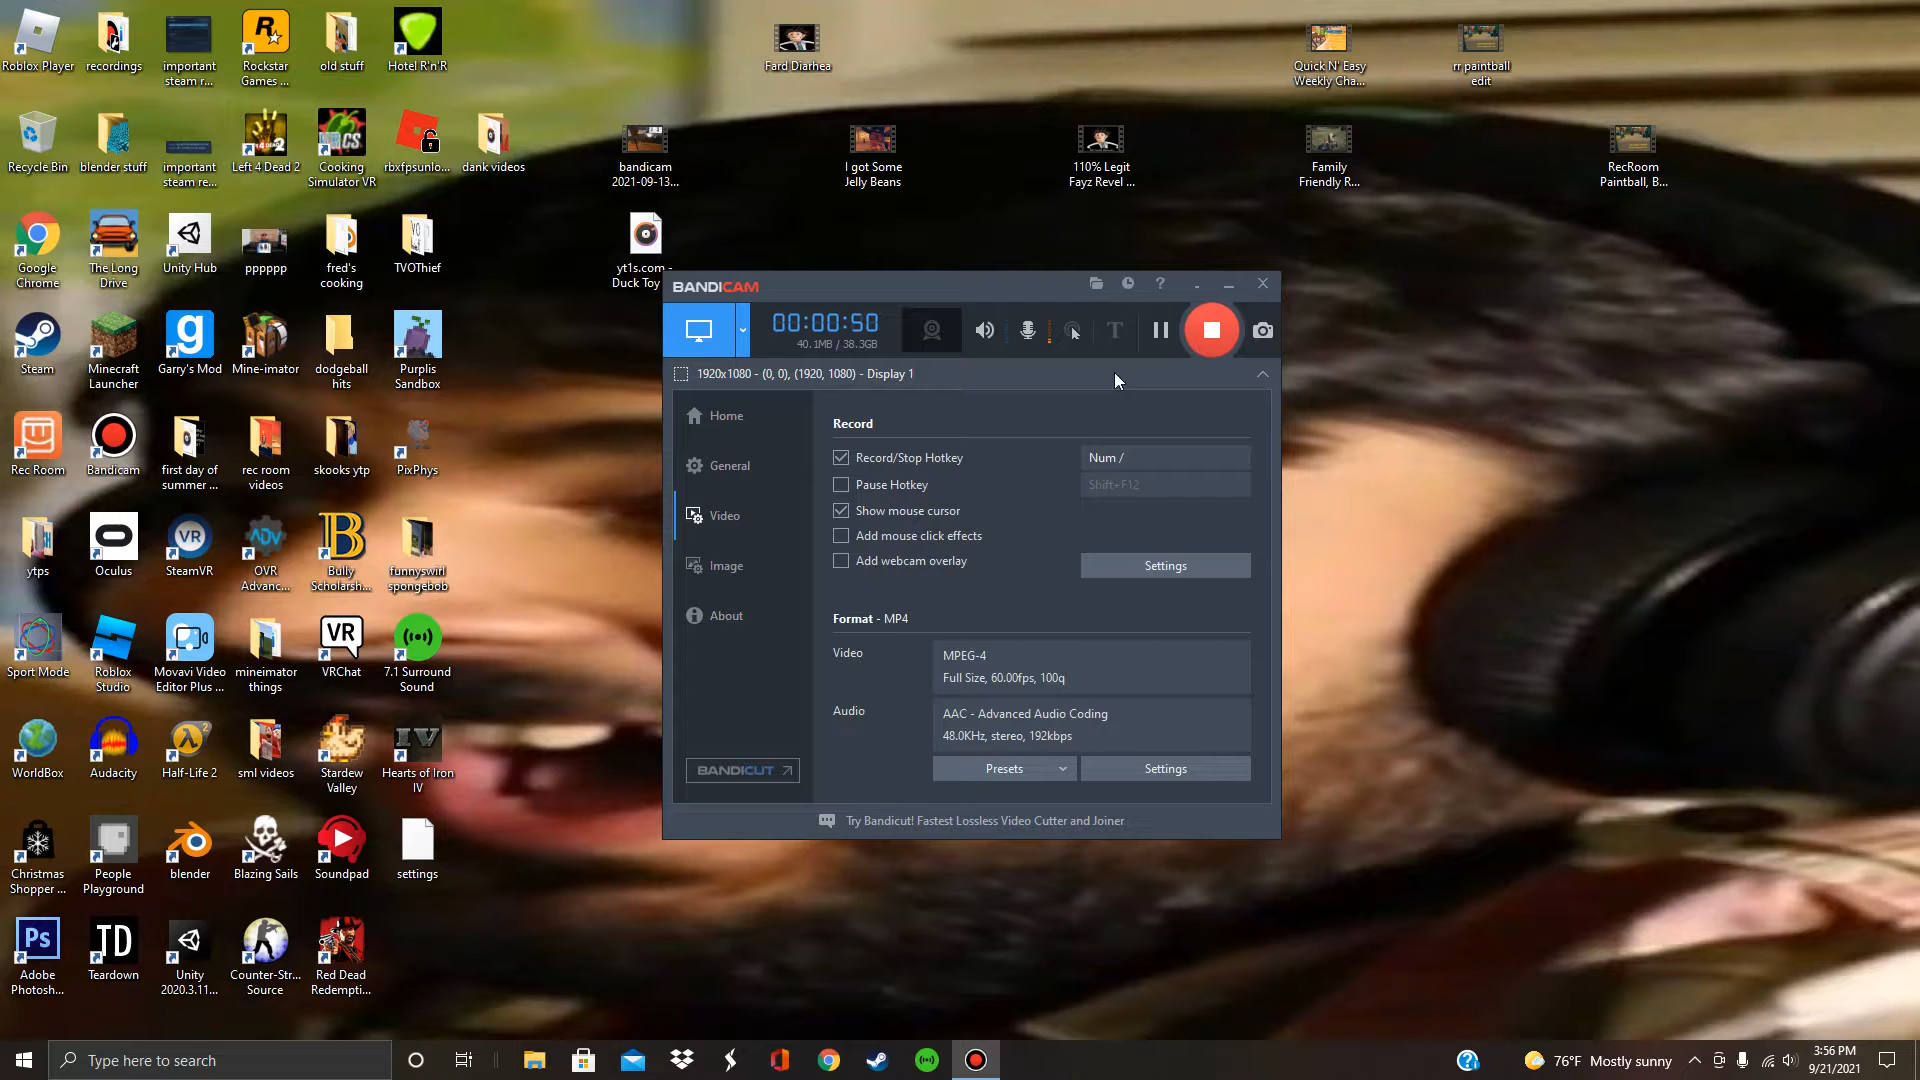 Roblox Player
recordings
important
steam r...
Rockstar
Games ...
old stuff
Hotel R'n'R
Fard Diarhea
Quick N' Easy
Weekly Cha...
rr paintball
edit
Recycle Bin
blender stuff
important
steam re...
Left 4 Dead 2
Cooking
Simulator VR
rbxfpsunlo...
dank videos
bandicam
2021-09-13...
I got Some
Jelly Beans
110% Legit
Fayz Revel ...
Family
Friendly R...
RecRoom
Paintball, B...
Google
Chrome
The Long
Drive
Unity Hub
pppppp
fred's
cooking
TVOThief
yt1s.com -
Duck Toy
Steam
Minecraft
Launcher
Garry's Mod
Mine-imator
dodgeball
hits
Purplis
Sandbox
Rec Room
Bandicam
first day of
summer ...
rec room
videos
skooks ytp
PixPhys
ytps
Oculus
SteamVR
OVR
Advanc...
Bully
Scholarsh...
funnyswirl
spongebob
Sport Mode
Roblox
Studio
Movavi Video
Editor Plus ...
mineimator
things
VRChat
7.1 Surround
Sound
WorldBox
Audacity
Half-Life 2
sml videos
Stardew
Valley
Hearts of Iron
IV
Christmas
Shopper ...
People
Playground
blender
Blazing Sails
Soundpad
settings
Adobe
Photosh...
Teardown
Unity
2020.3.11...
Counter-Str...
Source
Red Dead
Redempti...
BANDICAM
00:00:50
40.1MB / 38.3GB
1920x1080 - (0, 0), (1920, 1080) - Display 1
Home
General
Video
Image
About
BANDICUT
Record
Record/Stop Hotkey
Num /
Pause Hotkey
Shift+F12
Show mouse cursor
Add mouse click effects
Add webcam overlay
Settings
Format - MP4
Video
MPEG-4
Full Size, 60.00fps, 100q
Audio
AAC - Advanced Audio Coding
48.0KHz, stereo, 192kbps
Presets
Settings
Try Bandicut! Fastest Lossless Video Cutter and Joiner
Type here to search
76°F Mostly sunny
3:56 PM
9/21/2021